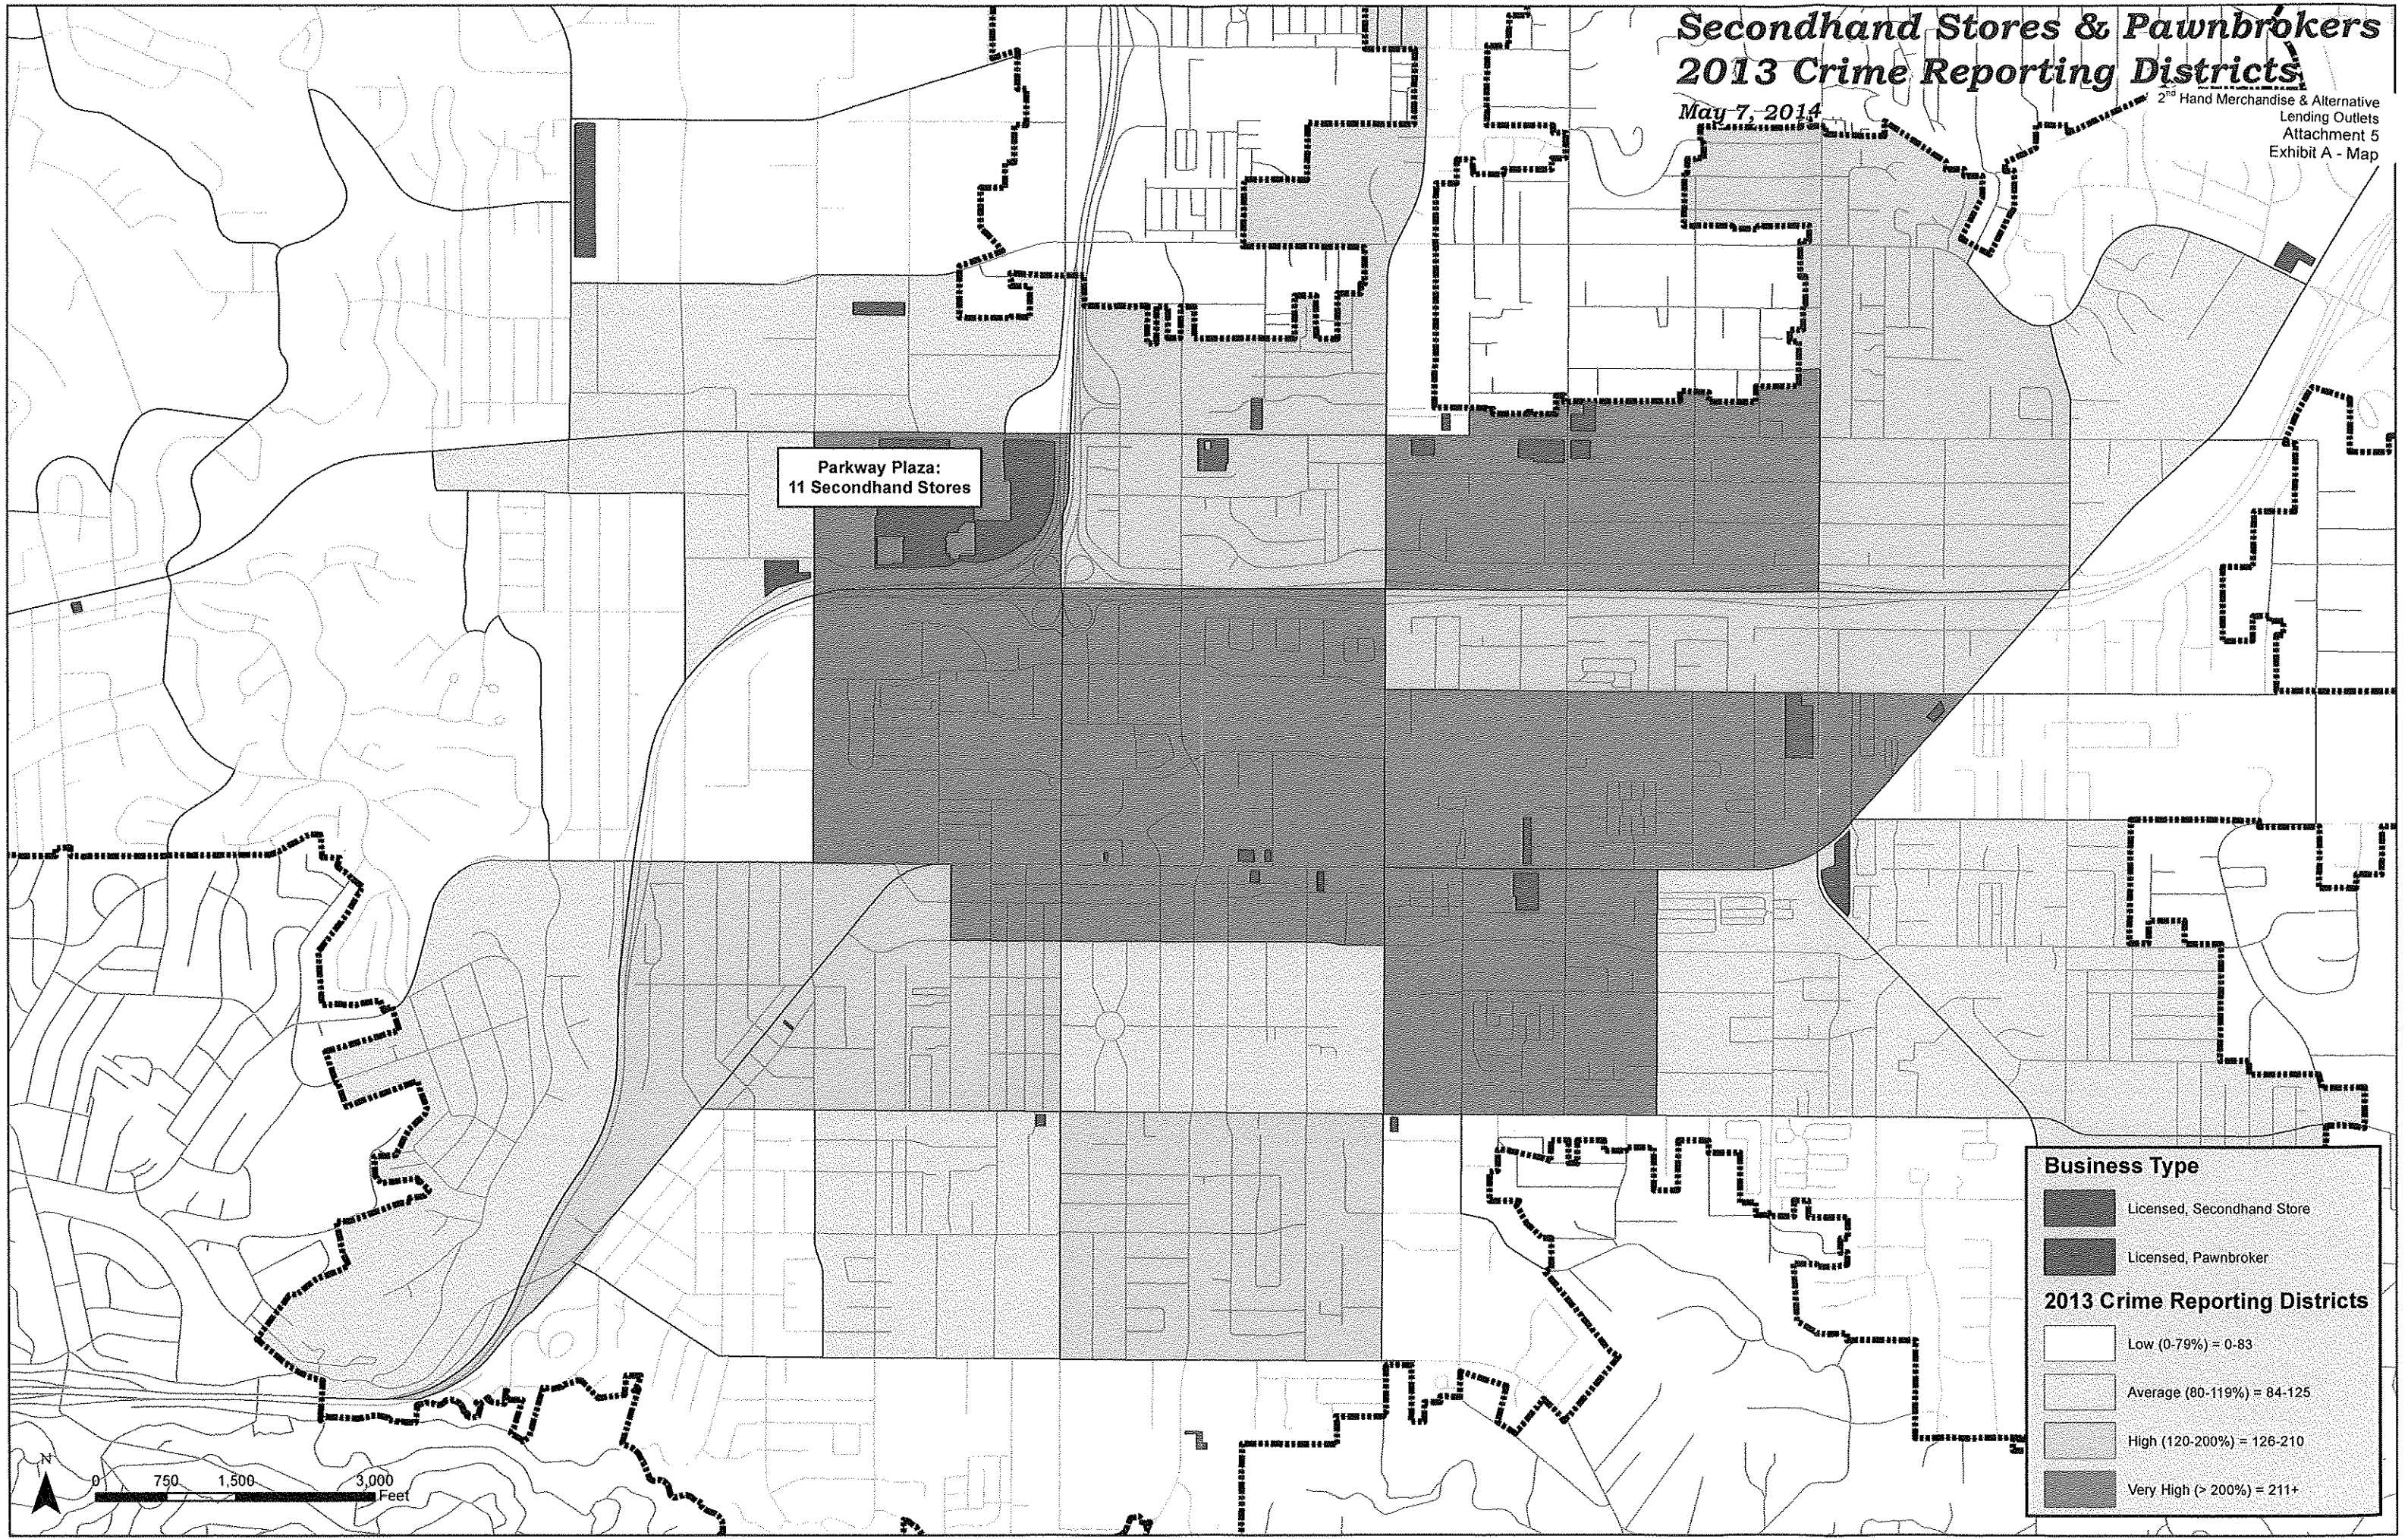 Secondhand Stores & Pawnbrokers
2013 Crime Reporting Districts
May 7, 2014
2nd Hand Merchandise & Alternative
Lending Outlets
Attachment 5
Exhibit A - Map
Parkway Plaza:
11 Secondhand Stores
Business Type
Licensed, Secondhand Store
Licensed, Pawnbroker
2013 Crime Reporting Districts
Low (0-79%) = 0-83
Average (80-119%) = 84-125
High (120-200%) = 126-210
Very High (> 200%) = 211+
N
0 750 1,500 3,000
Feet